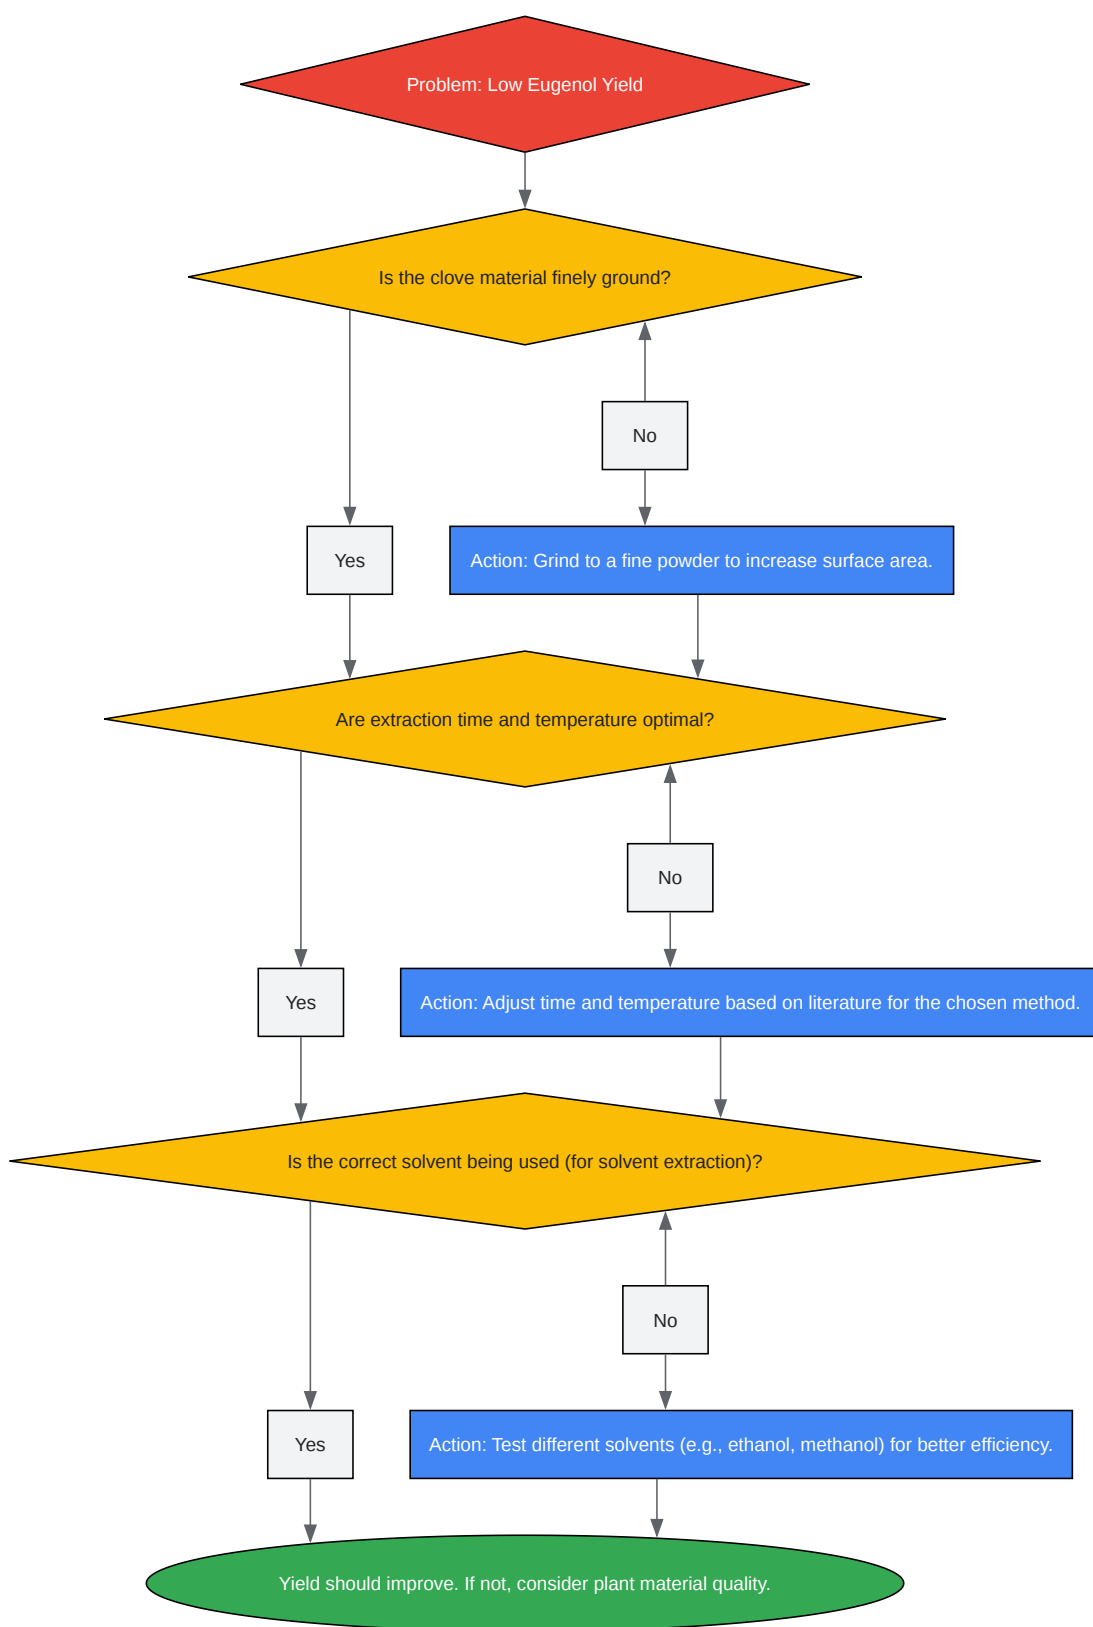 Problem: Low Eugenol Yield
Is the clove material finely ground?
No
Yes
Action: Grind to a fine powder to increase surface area.
Are extraction time and temperature optimal?
No
Yes
Action: Adjust time and temperature based on literature for the chosen method.
Is the correct solvent being used (for solvent extraction)?
No
Yes
Action: Test different solvents (e.g., ethanol, methanol) for better efficiency.
Yield should improve. If not, consider plant material quality.